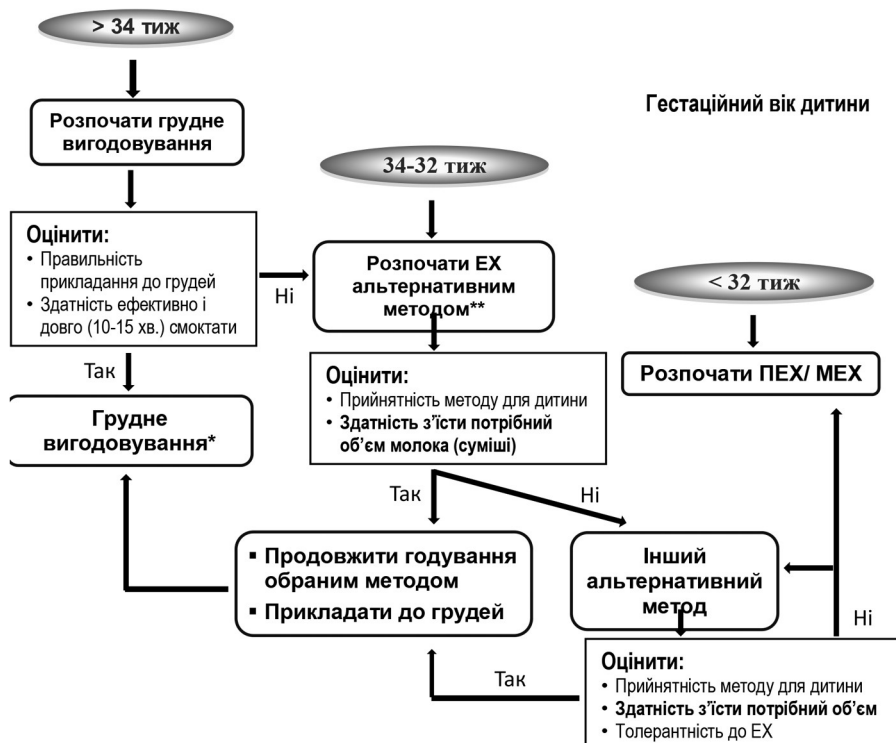 > 34 тиж
Гестаційний вік дитини
Розпочати грудне
вигодовування
34-32 тиж
Оцінити:
• Правильність
прикладання до грудей
• Здатність ефективно і
довго (10-15 хв.) смоктати
Ні
Розпочати ЕХ
альтернативним
методом**
< 32 тиж
Так
Розпочати ПЕХ/ МЕХ
Оцінити:
• Прийнятність методу для дитини
• Здатність з’їсти потрібний
об’єм молока (суміші)
Грудне
вигодовування*
Так
Ні
▪ Продовжити годування
обраним методом
▪ Прикладати до грудей
Інший
альтернативний
метод
Ні
Так
Оцінити:
• Прийнятність методу для дитини
• Здатність з’їсти потрібний об’єм
• Толерантність до ЕХ